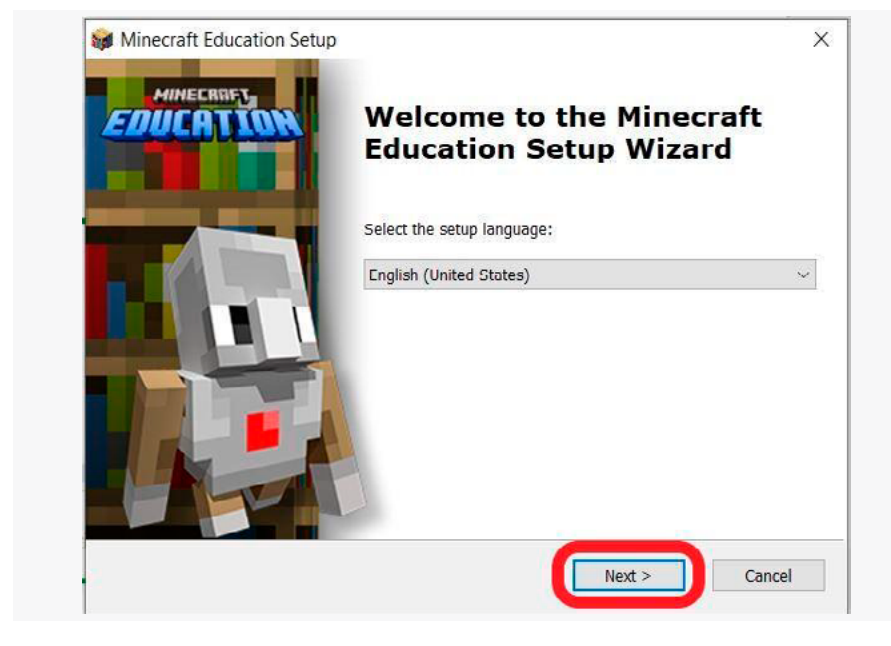 Minecraft Education Setup
MINECRAFT
EDUCATION
Welcome to the Minecraft
Education Setup Wizard
Select the setup language:
English (United States)
Next >
Cancel